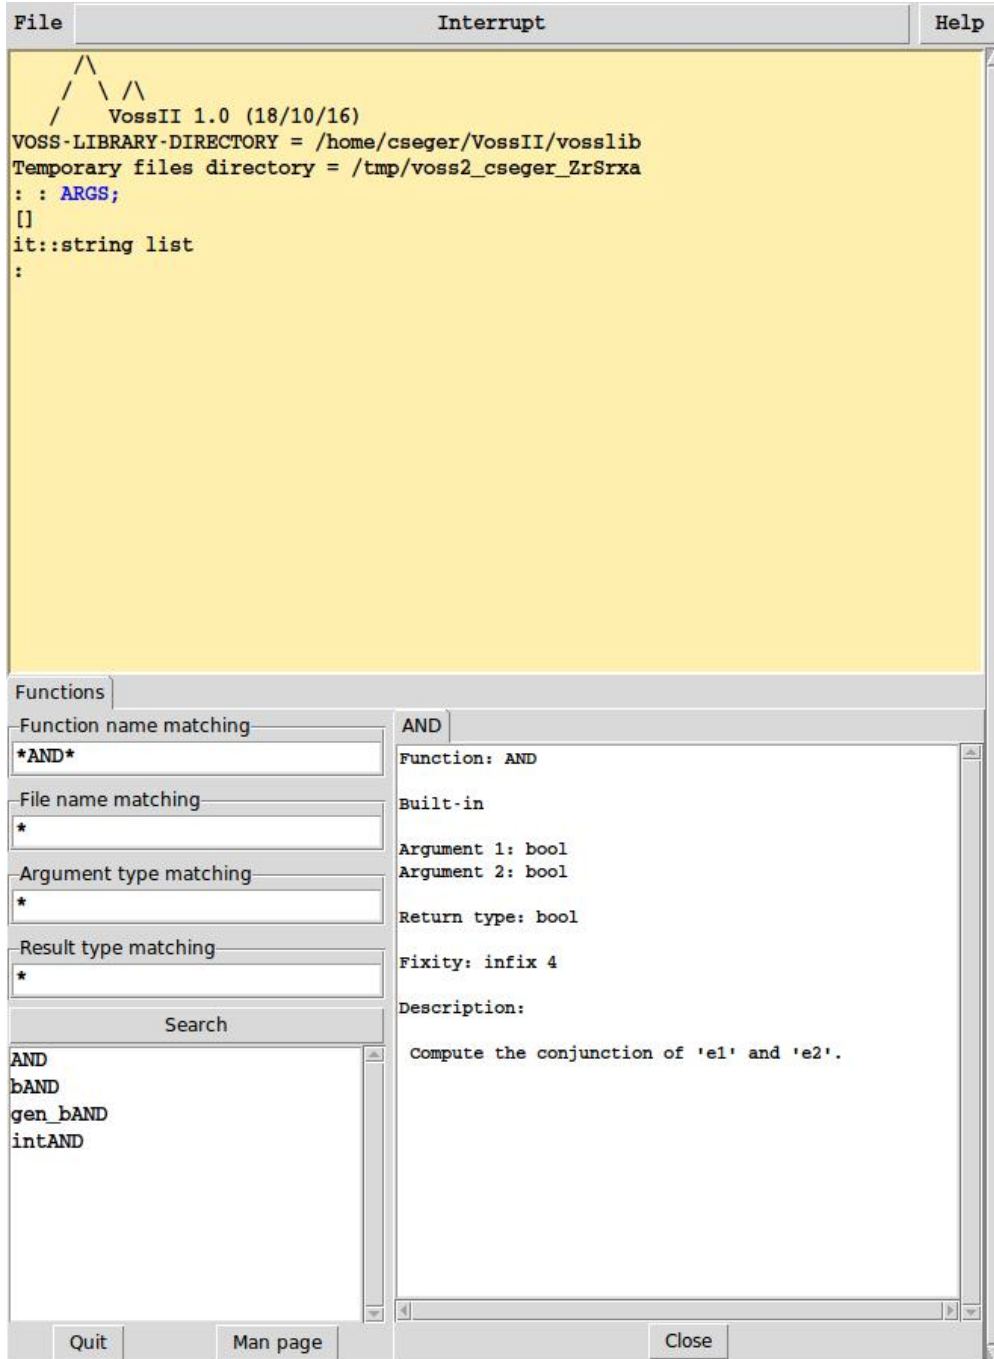 File Interrupt Help
/\
/ \ /\
/ VossII 1.0 (18/10/16)
VOSS-LIBRARY-DIRECTORY = /home/cseger/VossII/vosslib
Temporary files directory = /tmp/voss2_cseger_ZrSrxa
: : ARGS;
[]
it::string list
:
Functions
Function name matching
*AND*
File name matching
*
Argument type matching
*
Result type matching
*
Search
AND
bAND
gen_bAND
intAND
Quit Man page
AND
Function: AND
Built-in
Argument 1: bool
Argument 2: bool
Return type: bool
Fixity: infix 4
Description:
Compute the conjunction of 'e1' and 'e2'.
Close